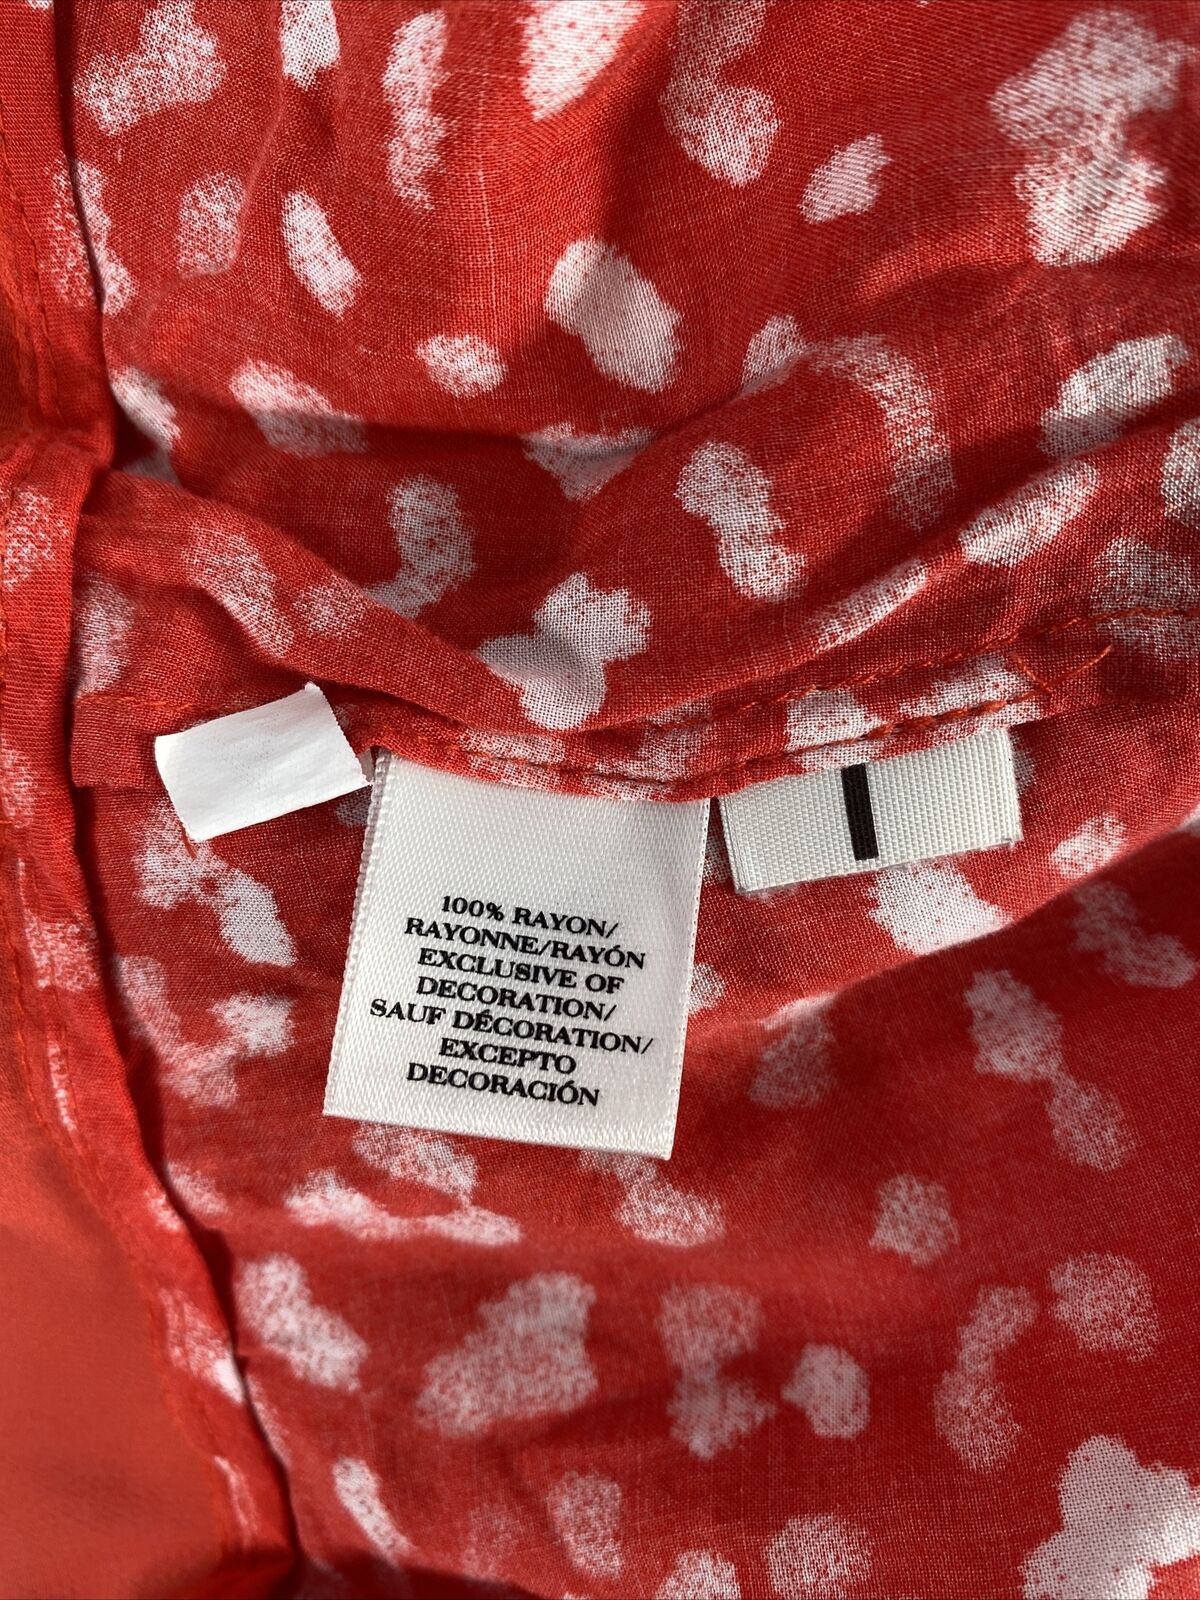 100% RAYON/
RAYONNE/RAYÓN
EXCLUSIVE OF
DECORATION/
SAUF DÉCORATION/
EXCEPTO
DECORACIÓN